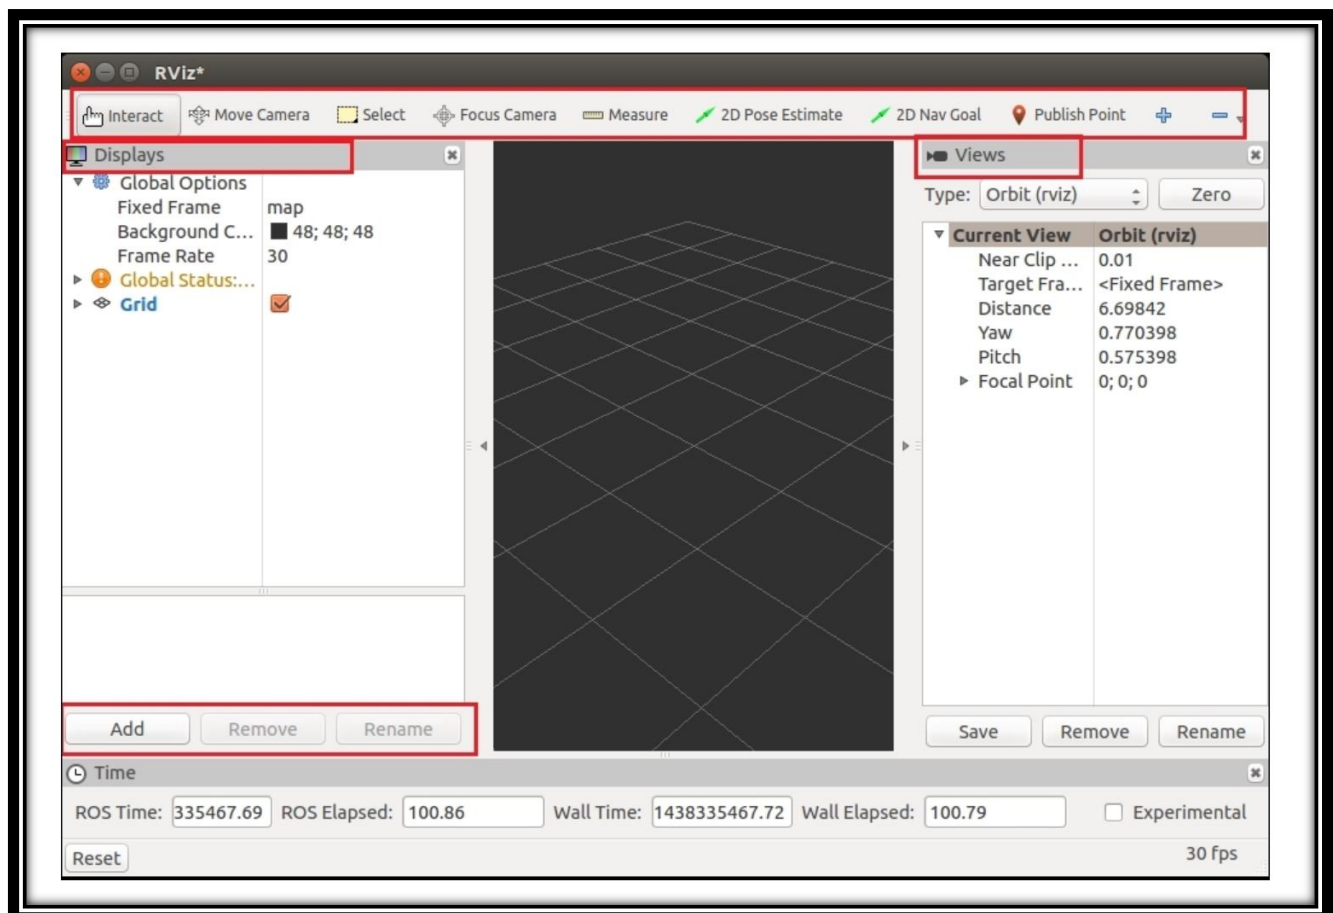 RViz*
Interact Move Camera Select Focus Camera Measure 2D Pose Estimate 2D Nav Goal Publish Point
Displays
Global Options
Fixed Frame map
Background C... 48; 48; 48
Frame Rate 30
Global Status:...
Grid
Add Remove Rename
Views
Type: Orbit (rviz) Zero
Current View Orbit (rviz)
Near Clip ... 0.01
Target Fra... <Fixed Frame>
Distance 6.69842
Yaw 0.770398
Pitch 0.575398
Focal Point 0; 0; 0
Save Remove Rename
Time
ROS Time: 335467.69 ROS Elapsed: 100.86 Wall Time: 1438335467.72 Wall Elapsed: 100.79 Experimental
Reset 30 fps